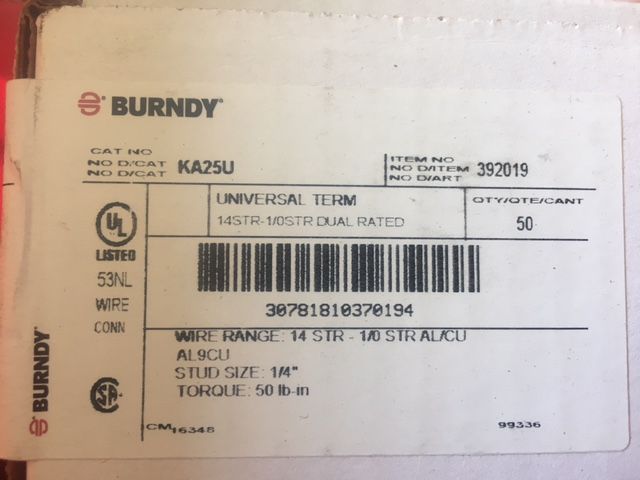 BURNDY
CAT NO
NO D/CAT KA25U
NO D/CAT
ITEM NO
NO D/ITEM 392019
NO D/ART
UL
LISTED
53NL
WIRE
CONN
UNIVERSAL TERM
14STR-1/0STR DUAL RATED
QTY/QTE/CANT
50
30781810370194
WIRE RANGE: 14 STR - 1/0 STR AL/CU
AL9CU
STUD SIZE: 1/4"
TORQUE: 50 lb-in
BURNDY
CM 16348
99336